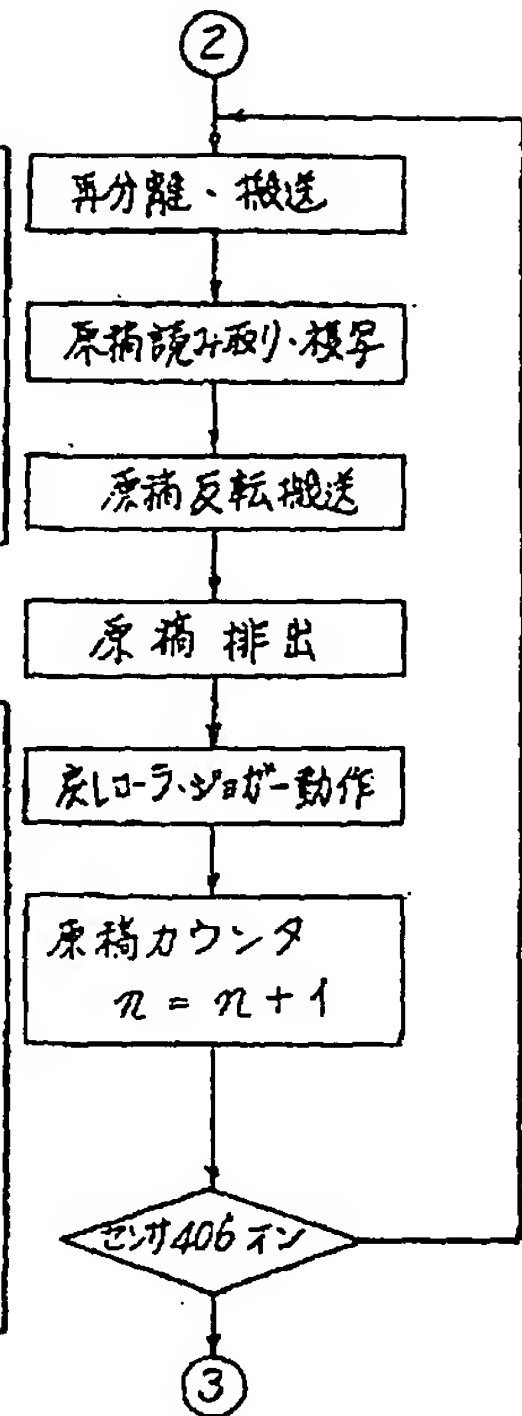 2
再分離・搬送
原稿読み取り・複写
原稿反転搬送
原稿排出
戻しローラ・ジョガー動作
原稿カウンタ
n = n + 1
センサ406オン
3